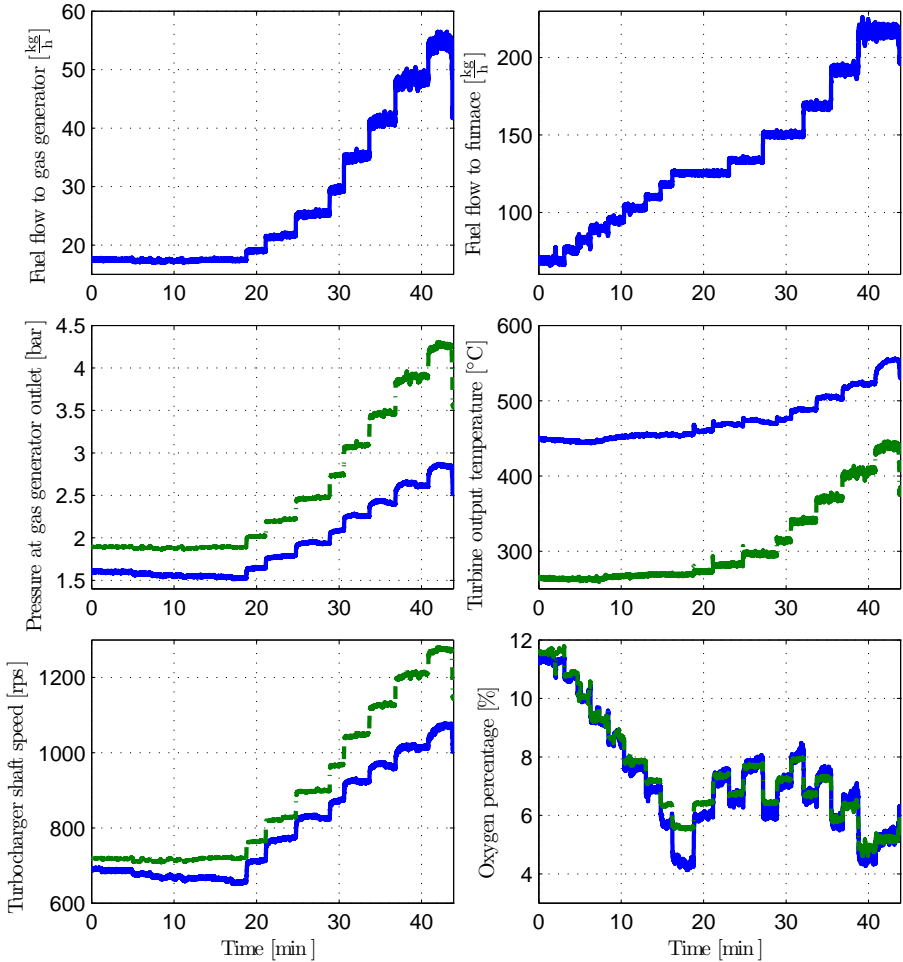 Fuel flow to gas generator [kg/h]
60
50
40
30
20
0 10 20 30 40
Fuel flow to furnace [kg/h]
200
150
100
0 10 20 30 40
Pressure at gas generator outlet [bar]
4.5
4
3.5
3
2.5
2
1.5
0 10 20 30 40
Turbine output temperature [°C]
600
500
400
300
0 10 20 30 40
Turbocharger shaft speed [rps]
1200
1000
800
600
0 10 20 30 40
Time [min]
Oxygen percentage [%]
12
10
8
6
4
0 10 20 30 40
Time [min]